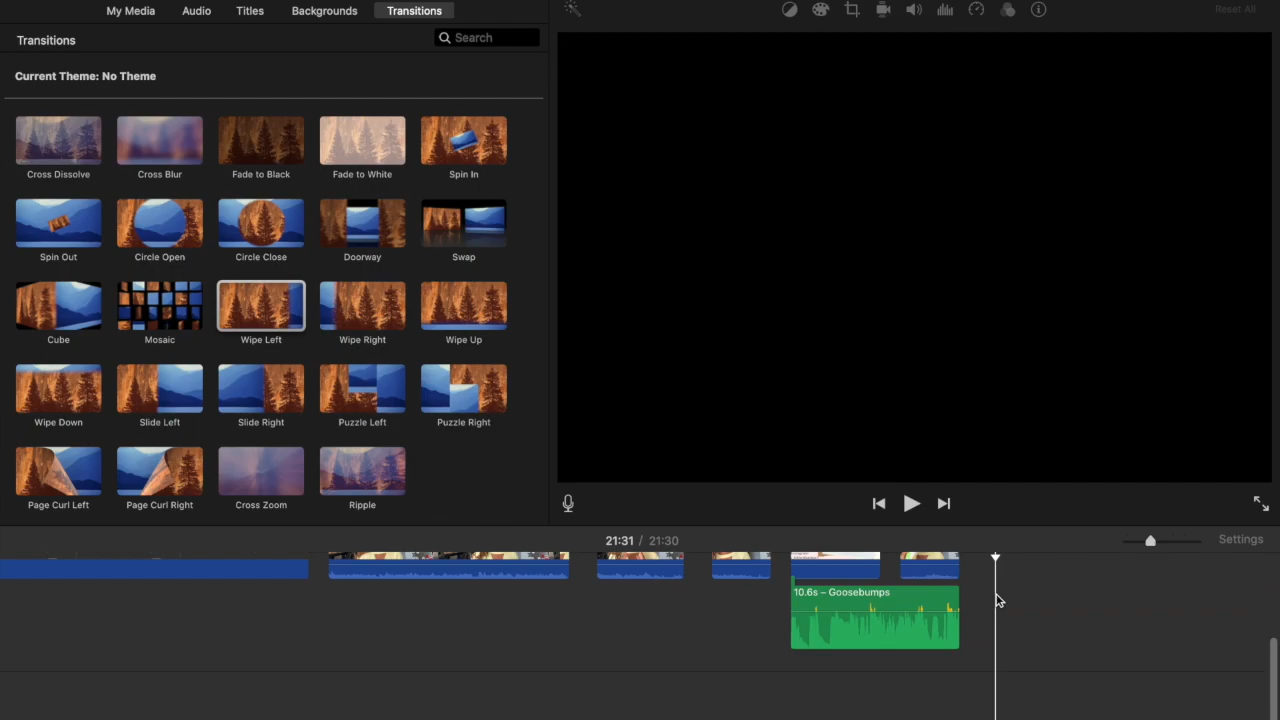 My Media Audio Titles Backgrounds Transitions
Transitions
Search
Reset All
Current Theme: No Theme
Cross Dissolve Cross Blur Fade to Black Fade to White Spin In
Spin Out Circle Open Circle Close Doorway Swap
Cube Mosaic Wipe Left Wipe Right Wipe Up
Wipe Down Slide Left Slide Right Puzzle Left Puzzle Right
Page Curl Left Page Curl Right Cross Zoom Ripple
21:31 / 21:30
Settings
10.6s – Goosebumps